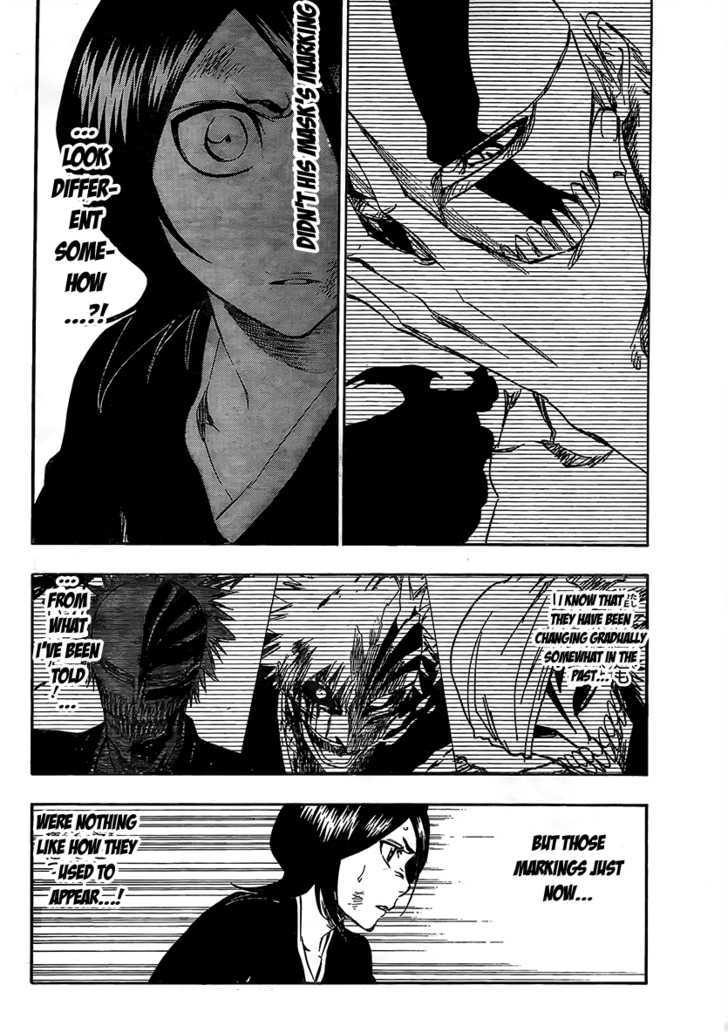 DIDN'T HIS MASK'S MARKING
...
LOOK
DIFFER-
ENT
SOME-
HOW
...?!
I KNOW THAT
THEY HAVE BEEN
CHANGING GRADUALLY
SOMEWHAT IN THE
PAST... も
...
FROM
WHAT
I'VE BEEN
TOLD
! ...
BUT THOSE
MARKINGS JUST
NOW...
WERE NOTHING
LIKE HOW THEY
USED TO
APPEAR...!